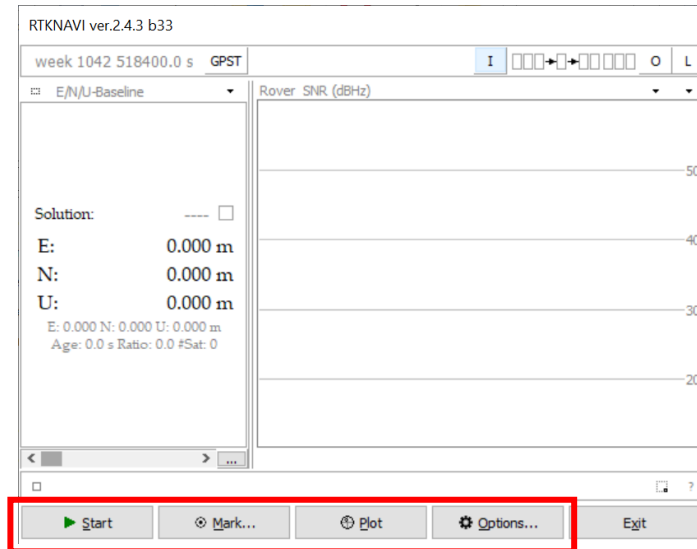 RTKNAVI ver.2.4.3 b33
week 1042 518400.0 s GPST I O L
E/N/U-Baseline
Rover SNR (dBHz)
50
40
30
20
Solution: ----
E: 0.000 m
N: 0.000 m
U: 0.000 m
E: 0.000 N: 0.000 U: 0.000 m
Age: 0.0 s Ratio: 0.0 #Sat: 0
< > ...
?
Start Mark... Plot Options... Exit